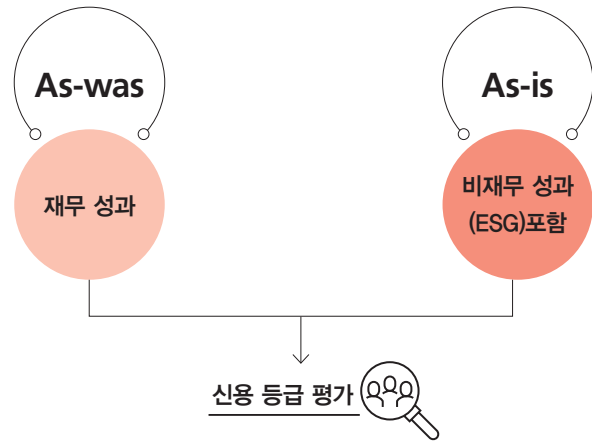 As-was
재무 성과
As-is
비재무 성과
(ESG)포함
신용 등급 평가